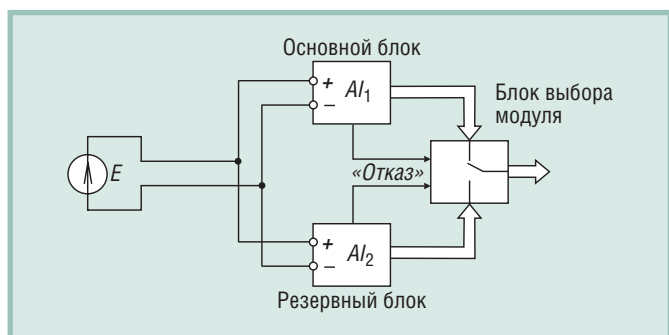 Основной блок
+
–
AI₁
Блок выбора
модуля
E
«Отказ»
+
–
AI₂
Резервный блок